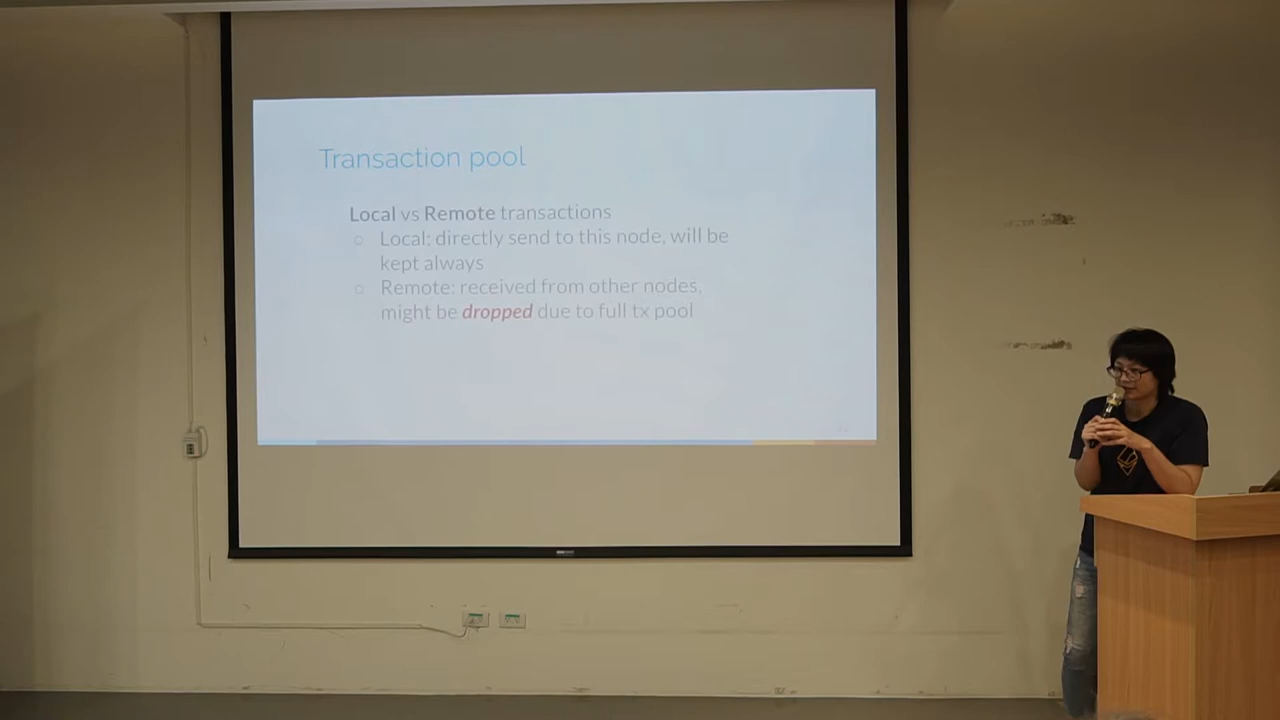 Transaction pool
Local vs Remote transactions
Local: directly send to this node, will be
kept always
Remote: received from other nodes,
might be dropped due to full tx pool